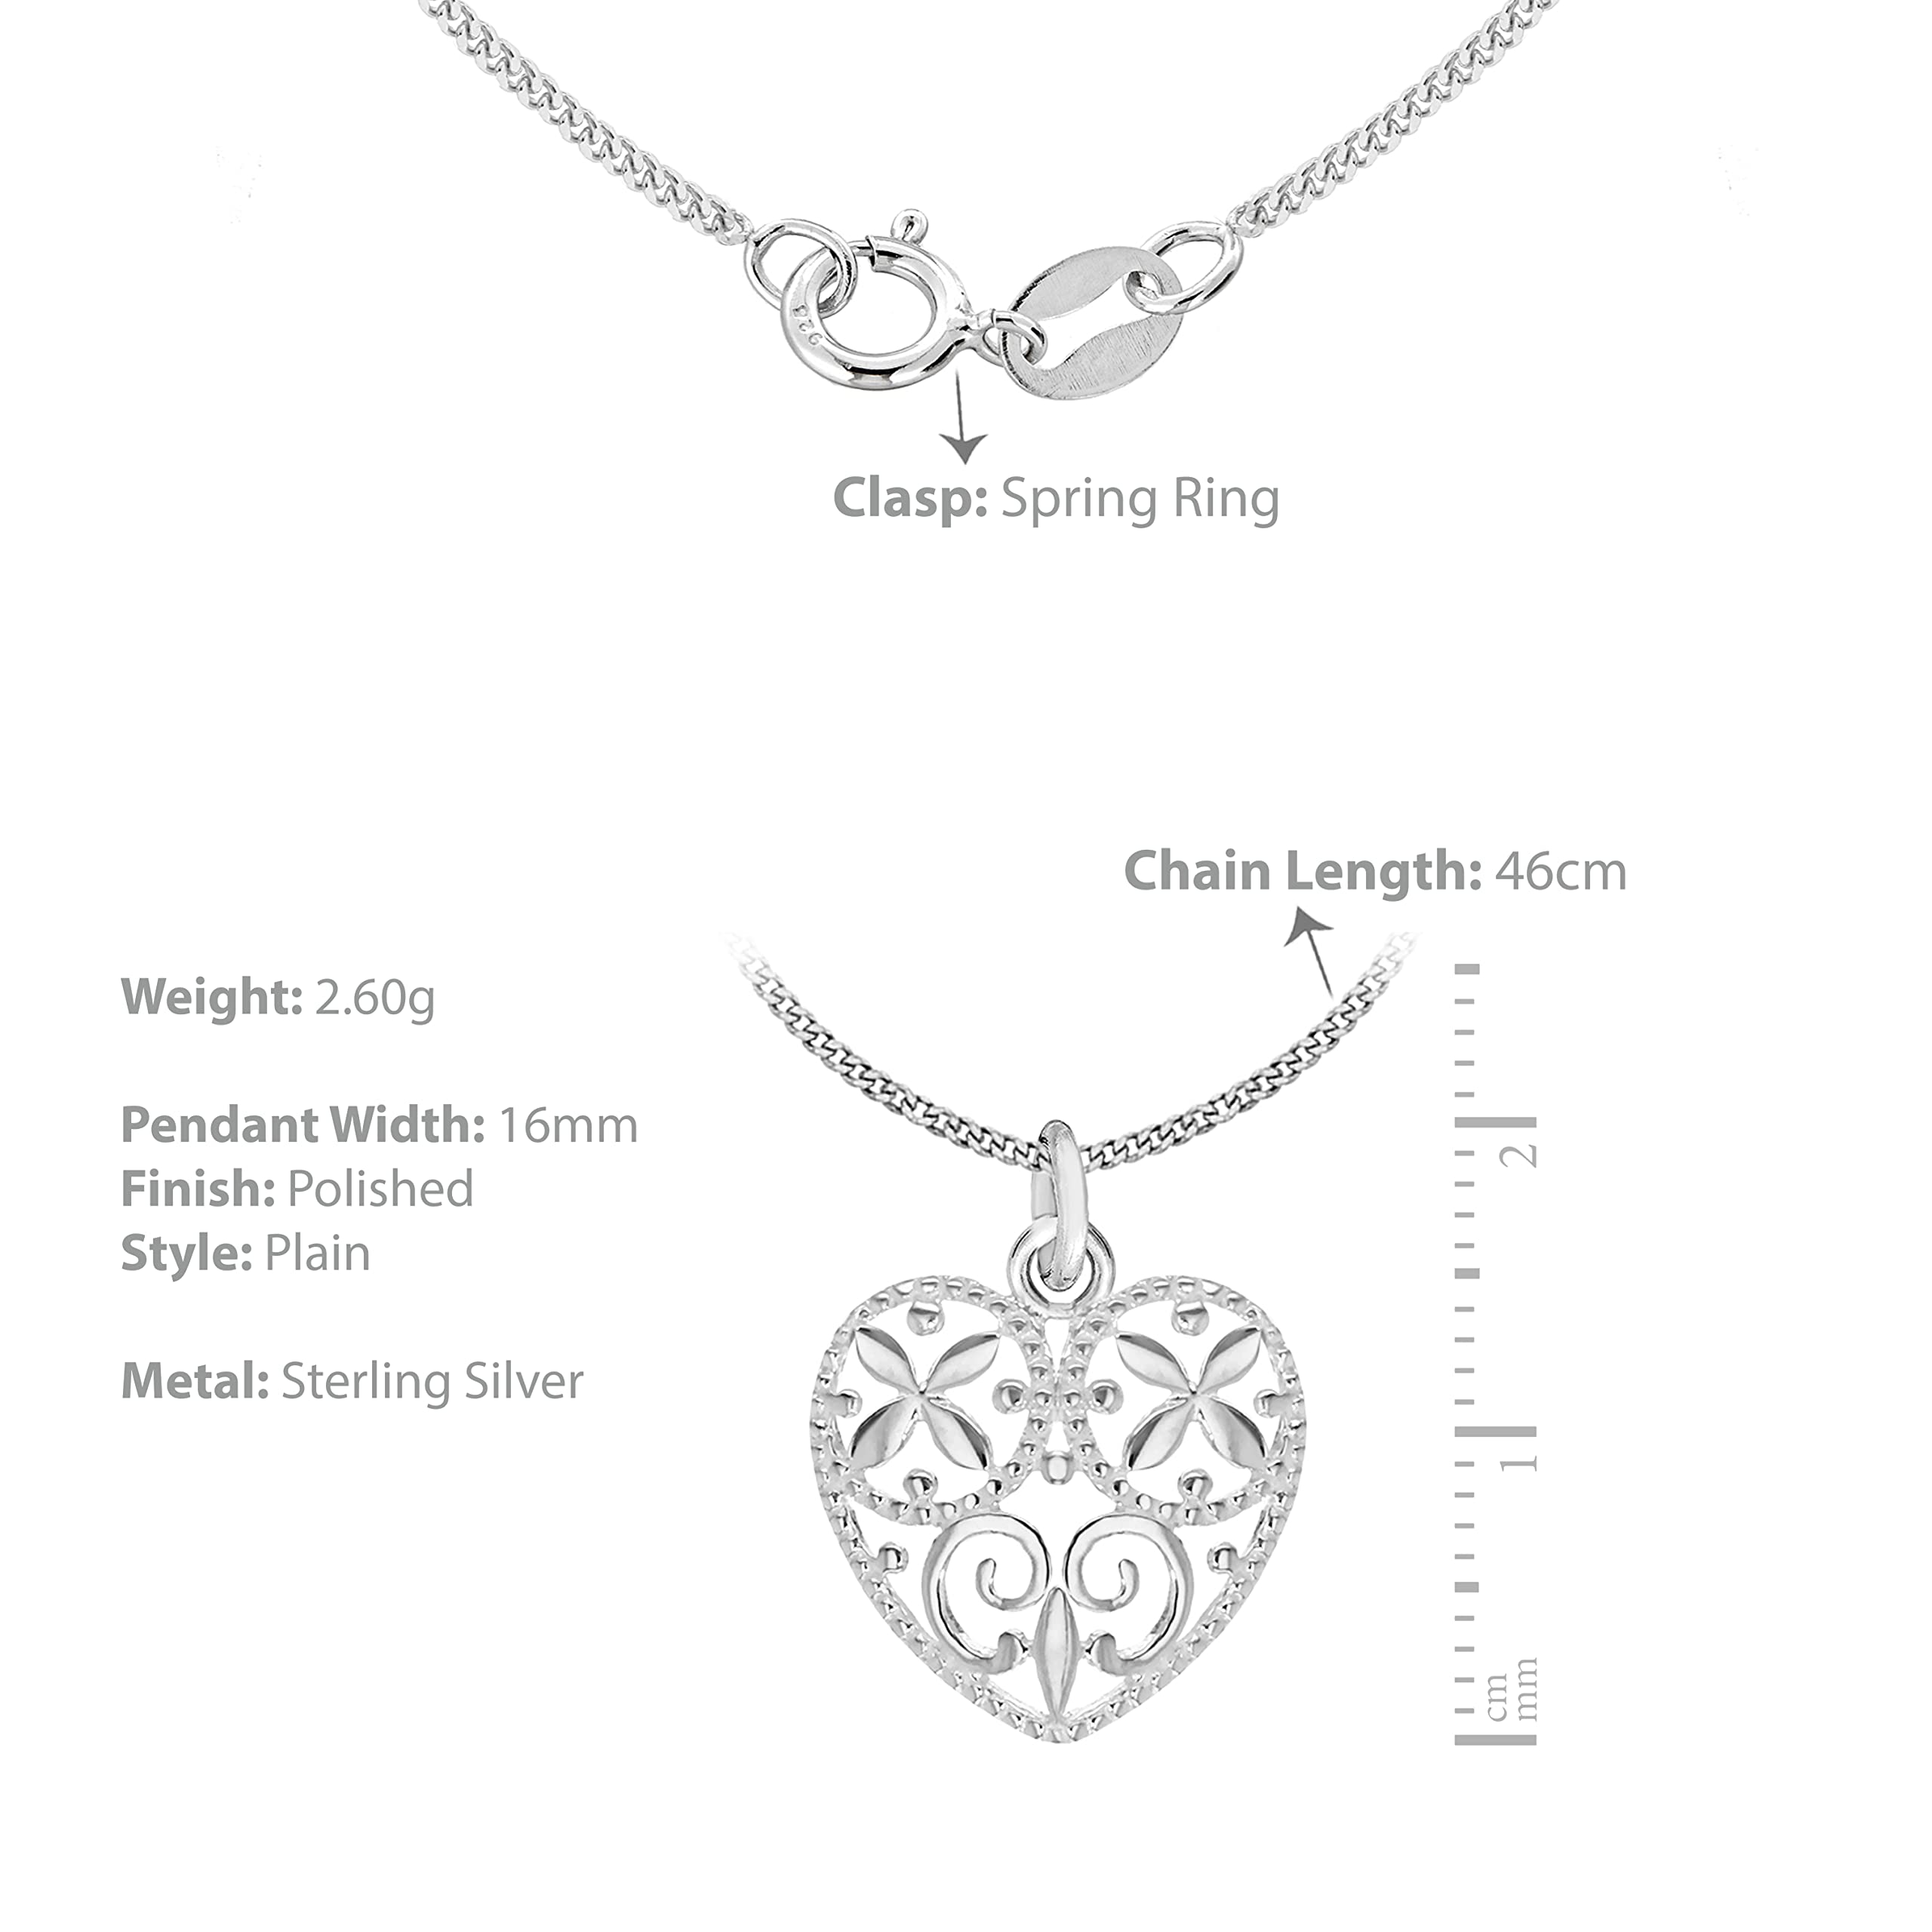 925
Clasp: Spring Ring
Chain Length: 46cm
Weight: 2.60g
Pendant Width: 16mm
Finish: Polished
Style: Plain
Metal: Sterling Silver
2
1
cm
mm